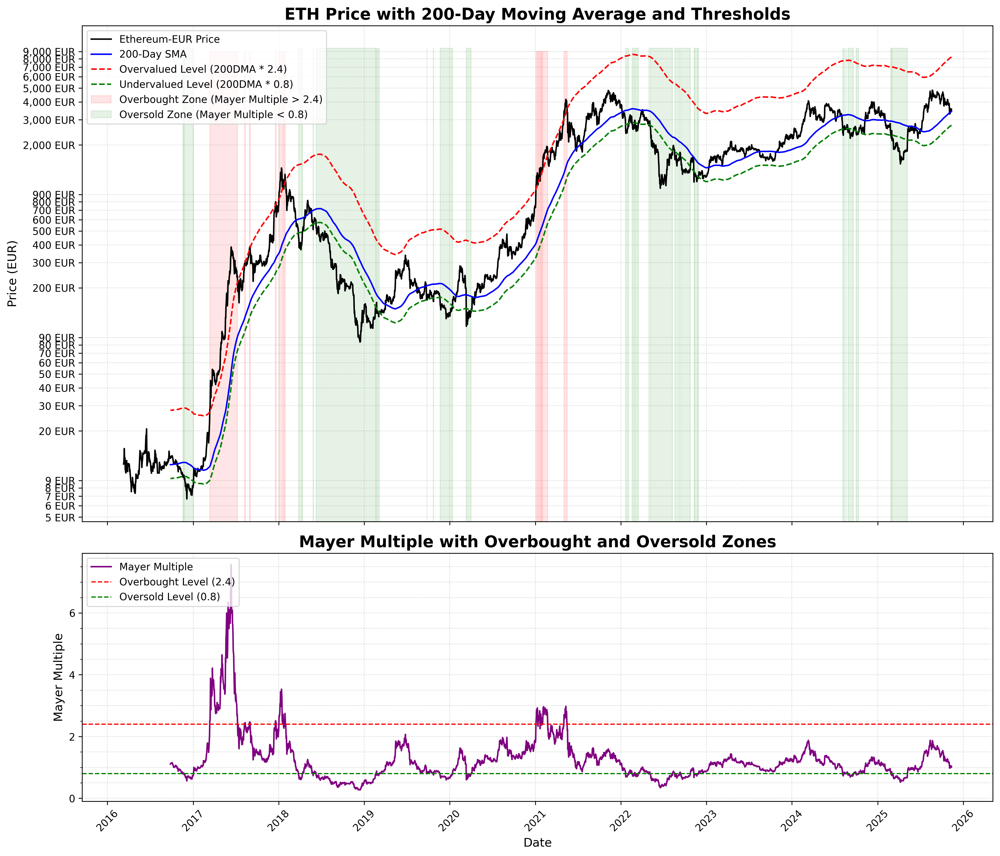 ETH Price with 200-Day Moving Average and Thresholds
Ethereum-EUR Price
200-Day SMA
Overvalued Level (200DMA * 2.4)
Undervalued Level (200DMA * 0.8)
Overbought Zone (Mayer Multiple > 2.4)
Oversold Zone (Mayer Multiple < 0.8)
Price (EUR)
9,000 EUR
8,000 EUR
7,000 EUR
6,000 EUR
5,000 EUR
4,000 EUR
3,000 EUR
2,000 EUR
900 EUR
800 EUR
700 EUR
600 EUR
500 EUR
400 EUR
300 EUR
200 EUR
90 EUR
80 EUR
70 EUR
60 EUR
50 EUR
40 EUR
30 EUR
20 EUR
9 EUR
8 EUR
7 EUR
6 EUR
5 EUR
Mayer Multiple with Overbought and Oversold Zones
Mayer Multiple
Overbought Level (2.4)
Oversold Level (0.8)
Mayer Multiple
6
4
2
0
2016
2017
2018
2019
2020
2021
2022
2023
2024
2025
2026
Date